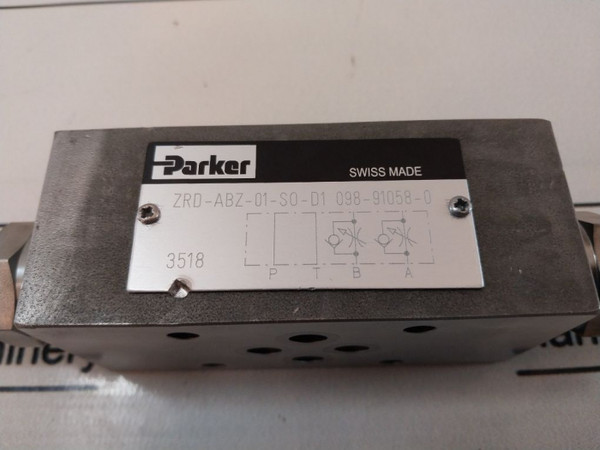 Parker
SWISS MADE
ZRD-ABZ-01-S0-D1 098-91058-0
3518
P T B A